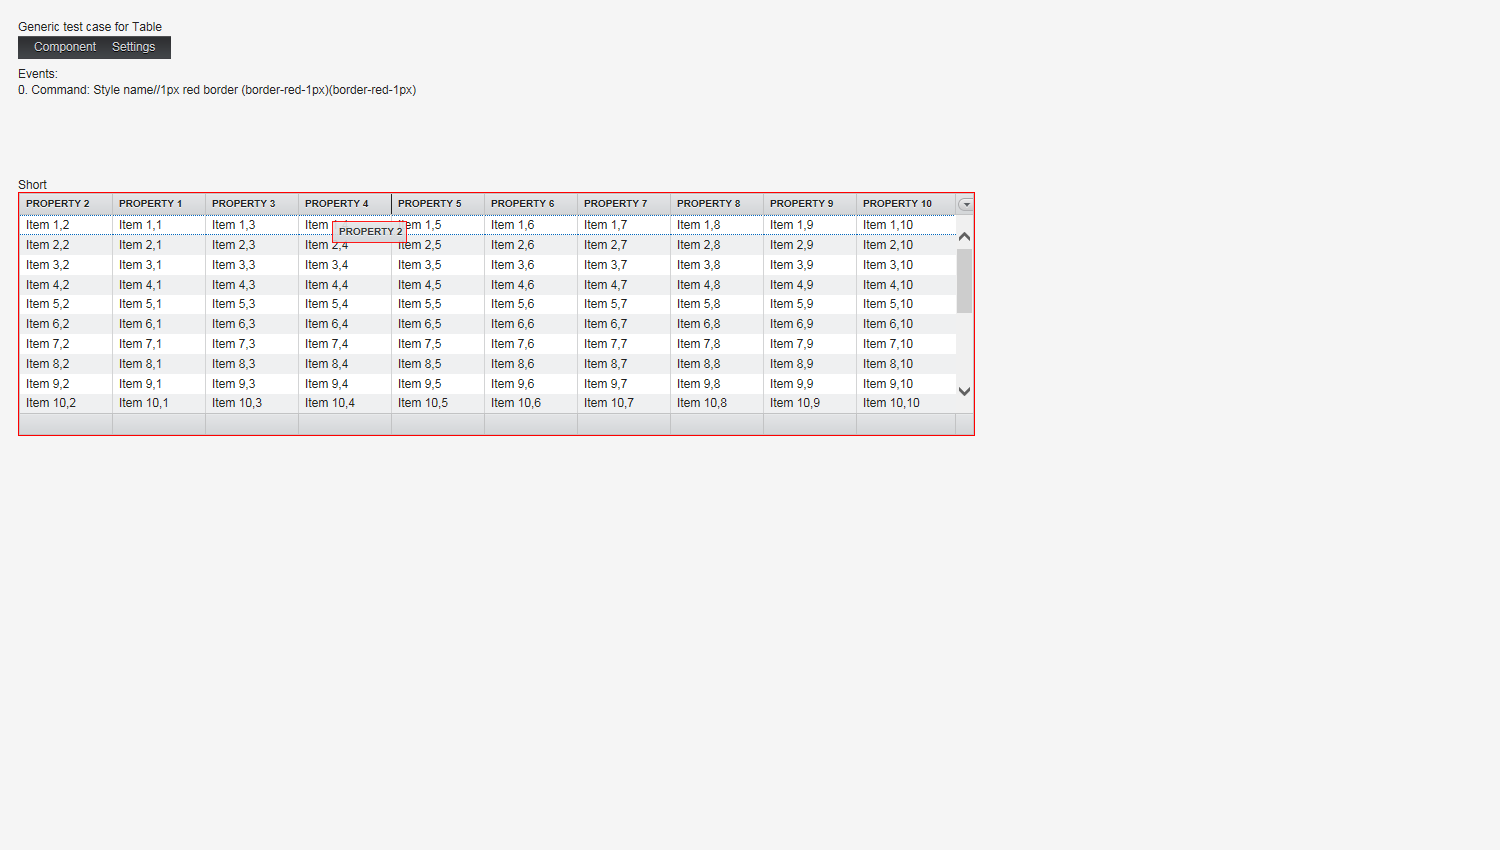 Generic test case for Table
Component Settings
Events:
0. Command: Style name//1px red border (border-red-1px)(border-red-1px)
Short
PROPERTY 2 PROPERTY 1 PROPERTY 3 PROPERTY 4 PROPERTY 5 PROPERTY 6 PROPERTY 7 PROPERTY 8 PROPERTY 9 PROPERTY 10
Item 1,2 Item 1,1 Item 1,3 Item em 1,5 Item 1,6 Item 1,7 Item 1,8 Item 1,9 Item 1,10
PROPERTY 2
Item 2,2 Item 2,1 Item 2,3 Item 2,4 Item 2,5 Item 2,6 Item 2,7 Item 2,8 Item 2,9 Item 2,10
Item 3,2 Item 3,1 Item 3,3 Item 3,4 Item 3,5 Item 3,6 Item 3,7 Item 3,8 Item 3,9 Item 3,10
Item 4,2 Item 4,1 Item 4,3 Item 4,4 Item 4,5 Item 4,6 Item 4,7 Item 4,8 Item 4,9 Item 4,10
Item 5,2 Item 5,1 Item 5,3 Item 5,4 Item 5,5 Item 5,6 Item 5,7 Item 5,8 Item 5,9 Item 5,10
Item 6,2 Item 6,1 Item 6,3 Item 6,4 Item 6,5 Item 6,6 Item 6,7 Item 6,8 Item 6,9 Item 6,10
Item 7,2 Item 7,1 Item 7,3 Item 7,4 Item 7,5 Item 7,6 Item 7,7 Item 7,8 Item 7,9 Item 7,10
Item 8,2 Item 8,1 Item 8,3 Item 8,4 Item 8,5 Item 8,6 Item 8,7 Item 8,8 Item 8,9 Item 8,10
Item 9,2 Item 9,1 Item 9,3 Item 9,4 Item 9,5 Item 9,6 Item 9,7 Item 9,8 Item 9,9 Item 9,10
Item 10,2 Item 10,1 Item 10,3 Item 10,4 Item 10,5 Item 10,6 Item 10,7 Item 10,8 Item 10,9 Item 10,10